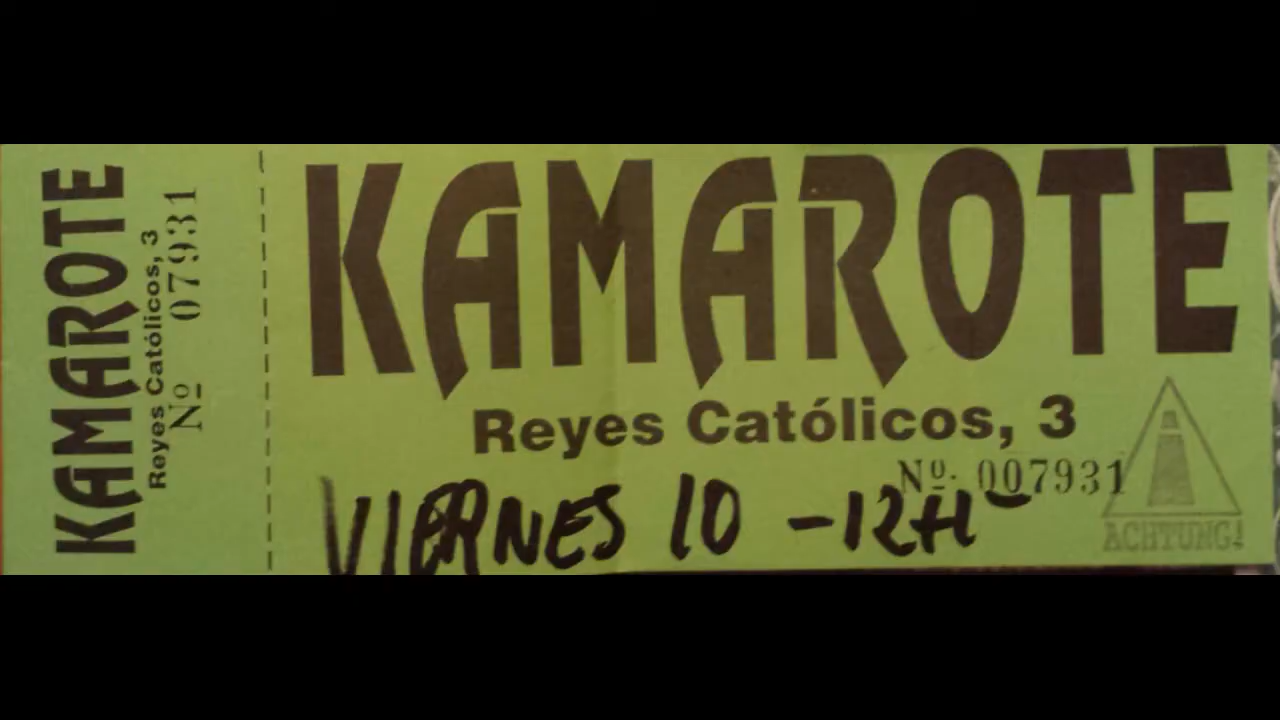 KAMAROTE
Reyes Católicos, 3
Nº 07931
KAMAROTE
Reyes Católicos, 3
Nº. 007931
VIERNES 10 - 12H
ACHTUNG!